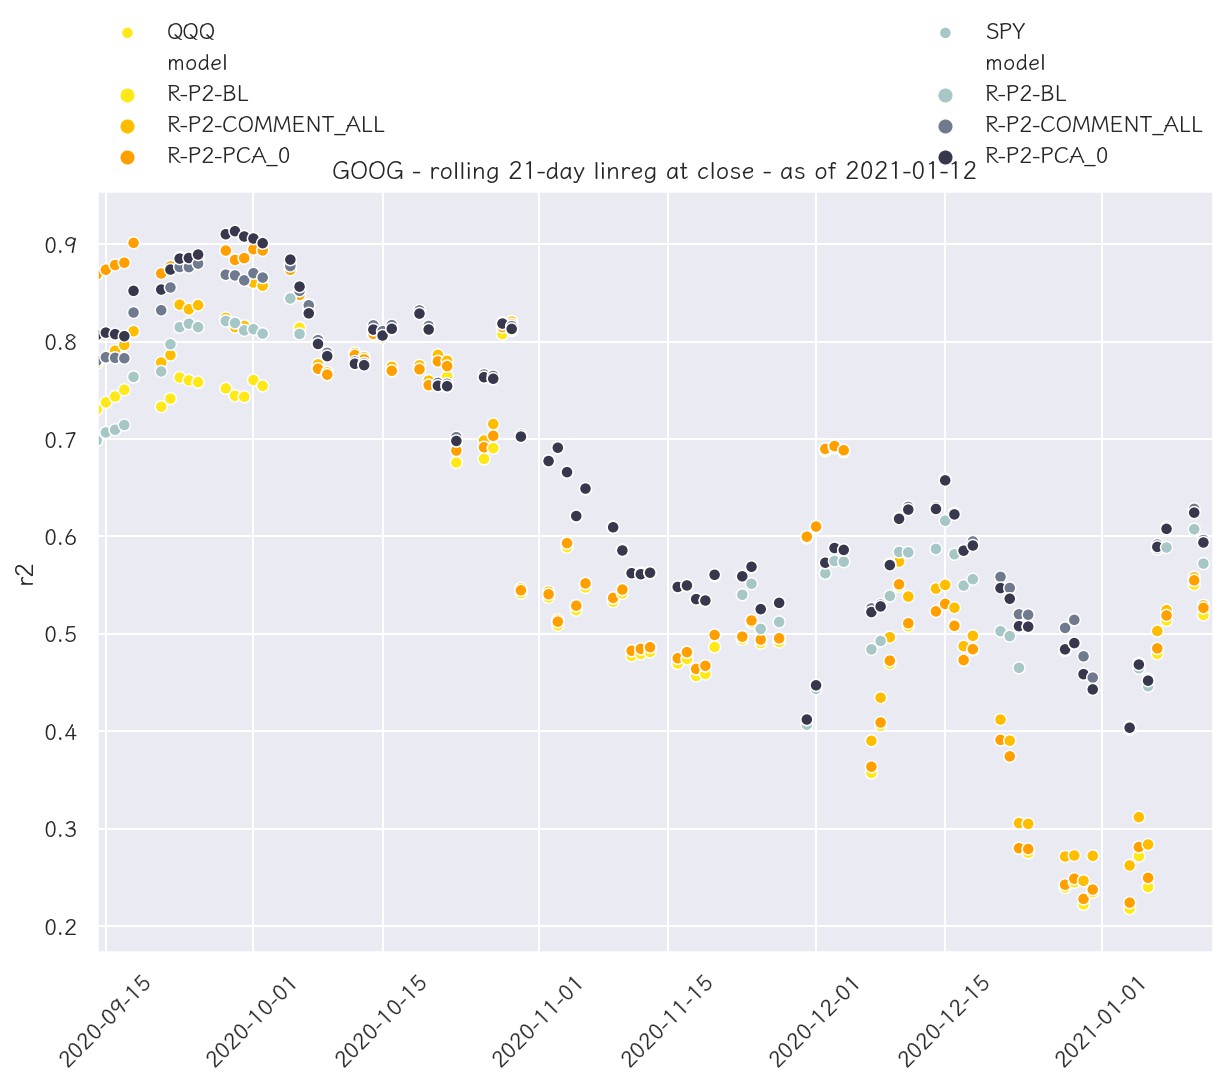 QQQ
model
R-P2-BL
R-P2-COMMENT_ALL
R-P2-PCA_0
SPY
model
R-P2-BL
R-P2-COMMENT_ALL
R-P2-PCA_0
GOOG - rolling 21-day linreg at close - as of 2021-01-12
0.9
0.8
0.7
0.6
0.5
0.4
0.3
0.2
r2
2020-09-15
2020-10-01
2020-10-15
2020-11-01
2020-11-15
2020-12-01
2020-12-15
2021-01-01